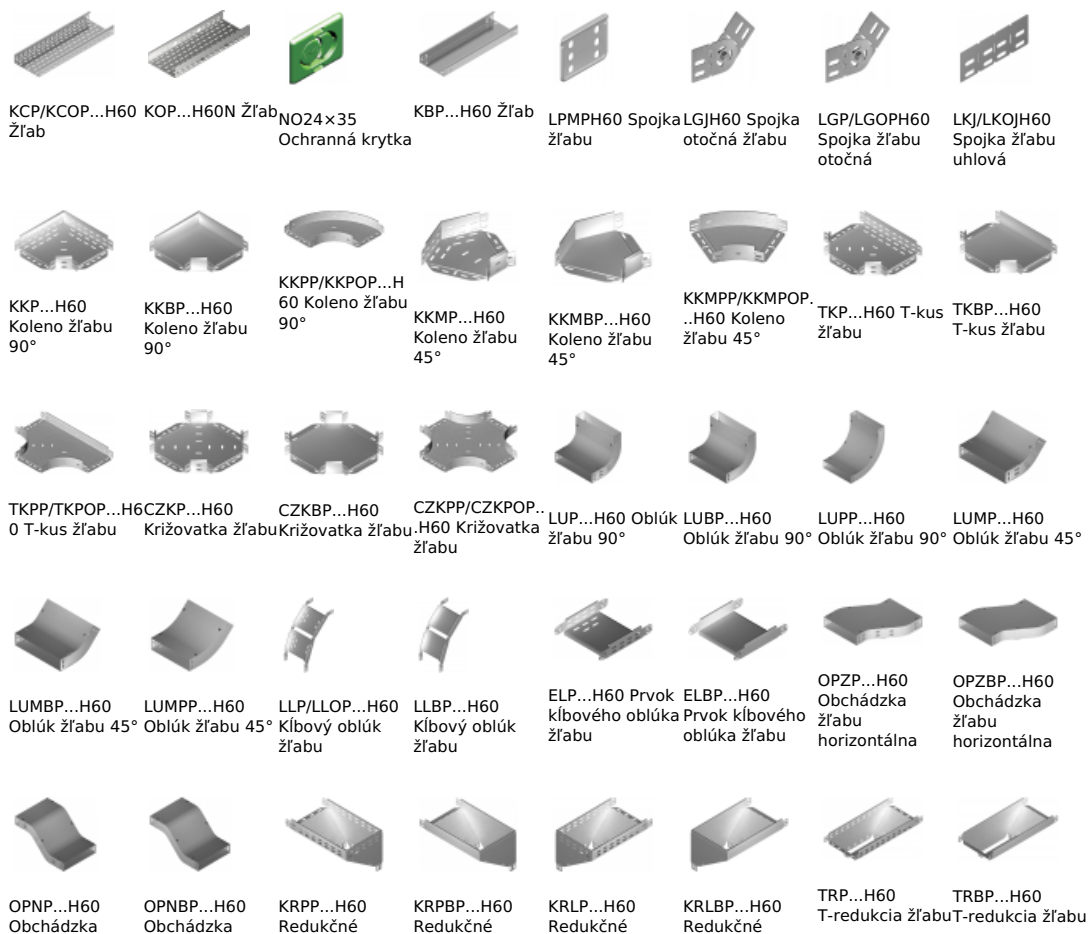 KCP/KCOP...H60
Žľab
KOP...H60N Žľab
NO24×35
Ochranná krytka
KBP...H60 Žľab
LPMPH60 Spojka
žľabu
LGJH60 Spojka
otočná žľabu
LGP/LGOPH60
Spojka žľabu
otočná
LKJ/LKOJH60
Spojka žľabu
uhlová
KKP...H60
Koleno žľabu
90°
KKBP...H60
Koleno žľabu
90°
KKPP/KKPOP...H
60 Koleno žľabu
90°
KKMP...H60
Koleno žľabu
45°
KKMBP...H60
Koleno žľabu
45°
KKMPP/KKMPOP.
..H60 Koleno
žľabu 45°
TKP...H60 T-kus
žľabu
TKBP...H60
T-kus žľabu
TKPP/TKPOP...H6
0 T-kus žľabu
CZKP...H60
Križovatka žľabu
CZKBP...H60
Križovatka žľabu
CZKPP/CZKPOP..
.H60 Križovatka
žľabu
LUP...H60 Oblúk
žľabu 90°
LUBP...H60
Oblúk žľabu 90°
LUPP...H60
Oblúk žľabu 90°
LUMP...H60
Oblúk žľabu 45°
LUMBP...H60
Oblúk žľabu 45°
LUMPP...H60
Oblúk žľabu 45°
LLP/LLOP...H60
Kĺbový oblúk
žľabu
LLBP...H60
Kĺbový oblúk
žľabu
ELP...H60 Prvok
kĺbového oblúka
žľabu
ELBP...H60
Prvok kĺbového
oblúka žľabu
OPZP...H60
Obchádzka
žľabu
horizontálna
OPZBP...H60
Obchádzka
žľabu
horizontálna
OPNP...H60
Obchádzka
OPNBP...H60
Obchádzka
KRPP...H60
Redukčné
KRPBP...H60
Redukčné
KRLP...H60
Redukčné
KRLBP...H60
Redukčné
TRP...H60
T-redukcia žľabu
TRBP...H60
T-redukcia žľabu